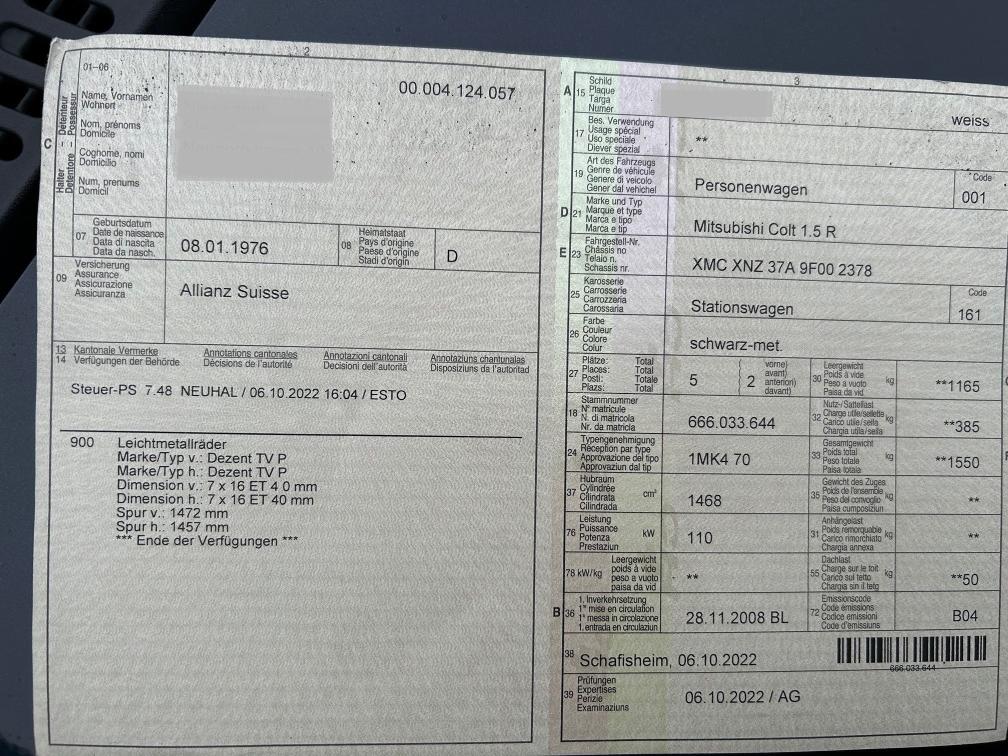 2
01-06
00.004.124.057
C
Halter – Détenteur
Detentore – Possessur
Name, Vornamen
Wohnort
Nom, prénoms
Domicile
Coghome, nomi
Domicilio
Num, prenums
Domicil
07
Geburtsdatum
Date de naissance
Data di nascita
Data da nasch.
08.01.1976
08
Heimatstaat
Pays d'origine
Paese d'origine
Stadi d'origin
D
09
Versicherung
Assurance
Assicurazione
Assicuranza
Allianz Suisse
13 Kantonale Vermerke Annotations cantonales Annotazioni cantonali Annotaziuns chantunalas
14 Verfügungen der Behörde Décisions de l'autorité Decisioni dell'autorità Disposiziuns da l'autoritad
Steuer-PS 7.48 NEUHAL / 06.10.2022 16:04 / ESTO
900 Leichtmetallräder
Marke/Typ v.: Dezent TV P
Marke/Typ h.: Dezent TV P
Dimension v.: 7 x 16 ET 4 0 mm
Dimension h.: 7 x 16 ET 40 mm
Spur v.: 1472 mm
Spur h.: 1457 mm
*** Ende der Verfügungen ***
3
A 15
Schild
Plaque
Targa
Numer
weiss
17
Bes. Verwendung
Usage spécial
Uso speciale
Diever spezial
**
19
Art des Fahrzeugs
Genre de véhicule
Genere di veicolo
Gener dal vehichel
Personenwagen
Code
001
D 21
Marke und Typ
Marque et type
Marca e tipo
Marca e tip
Mitsubishi Colt 1.5 R
E 23
Fahrgestell-Nr.
Châssis no
Telaio n.
Schassis nr.
XMC XNZ 37A 9F00 2378
25
Karosserie
Carrosserie
Carrozzeria
Carossaria
Stationswagen
Code
161
26
Farbe
Couleur
Colore
Colur
schwarz-met.
27
Plätze: Total
Places: Total
Posti: Totale
Plazs: Total
5
2
vorne)
avant)
anteriori)
davant)
30
Leergewicht
Poids à vide
Peso a vuoto
Paisa da vid
kg
**1165
18
Stammnummer
N° matricule
N. di matricola
Nr. da matricla
666.033.644
32
Nutz-/Sattellast
Charge utile/sellette
Carico utile/sella
Chargia utila/sella
kg
**385
24
Typengenehmigung
Réception par type
Approvazione del tipo
Approvaziun dal tip
1MK4 70
33
Gesamtgewicht
Poids total
Peso totale
Paisa totala
kg
**1550
37
Hubraum
Cylindrée
Cilindrata
Cilindrada
cm³
1468
35
Gewicht des Zuges
Poids de l'ensemble
Peso del convoglio
Paisa cumposiziun
kg
**
76
Leistung
Puissance
Potenza
Prestaziun
kW
110
31
Anhängelast
Poids remorquable
Carico rimorchiato
Chargia annexa
kg
**
78 kW/kg
Leergewicht
poids à vide
peso a vuoto
paisa da vid
**
55
Dachlast
Charge sur le toit
Carico sul tetto
Chargia sin il tetg
kg
**50
B 36
1. Inverkehrsetzung
1re mise en circulation
1a messa in circolazione
1. entrada en circulaziun
28.11.2008 BL
72
Emissionscode
Code émissions
Codice emissioni
Code d'emissiuns
B04
38
Schafisheim, 06.10.2022
666.033.644
39
Prüfungen
Expertises
Perizie
Examinaziuns
06.10.2022 / AG